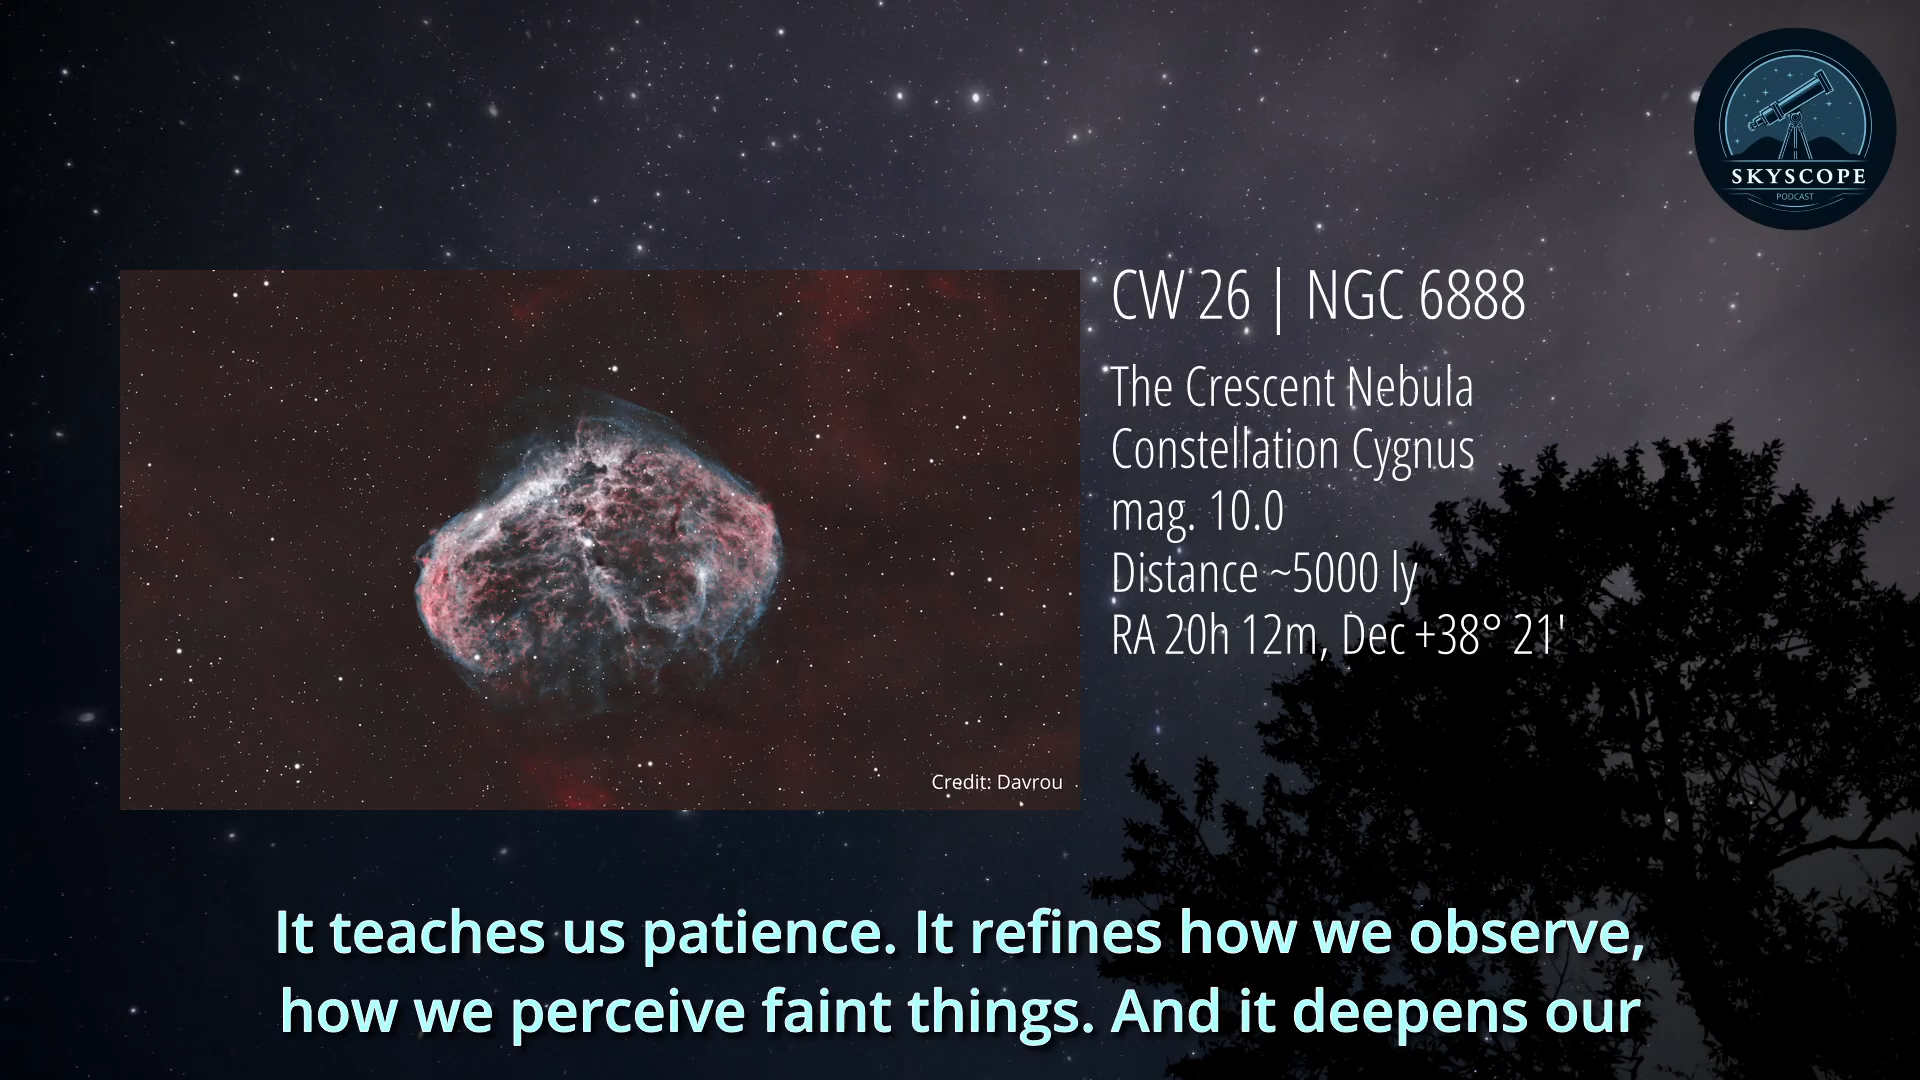 SKYSCOPE
PODCAST
CW 26 | NGC 6888
The Crescent Nebula
Constellation Cygnus
mag. 10.0
Distance ~5000 ly
RA 20h 12m, Dec +38° 21'
Credit: Davrou
It teaches us patience. It refines how we observe,
how we perceive faint things. And it deepens our